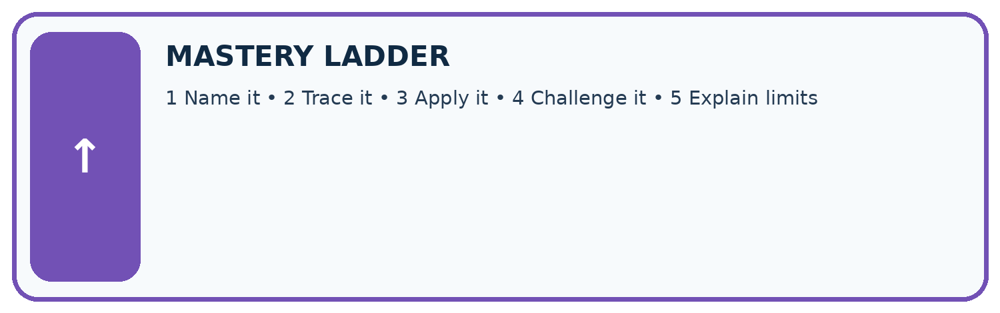 MASTERY LADDER
1 Name it • 2 Trace it • 3 Apply it • 4 Challenge it • 5 Explain limits
↑